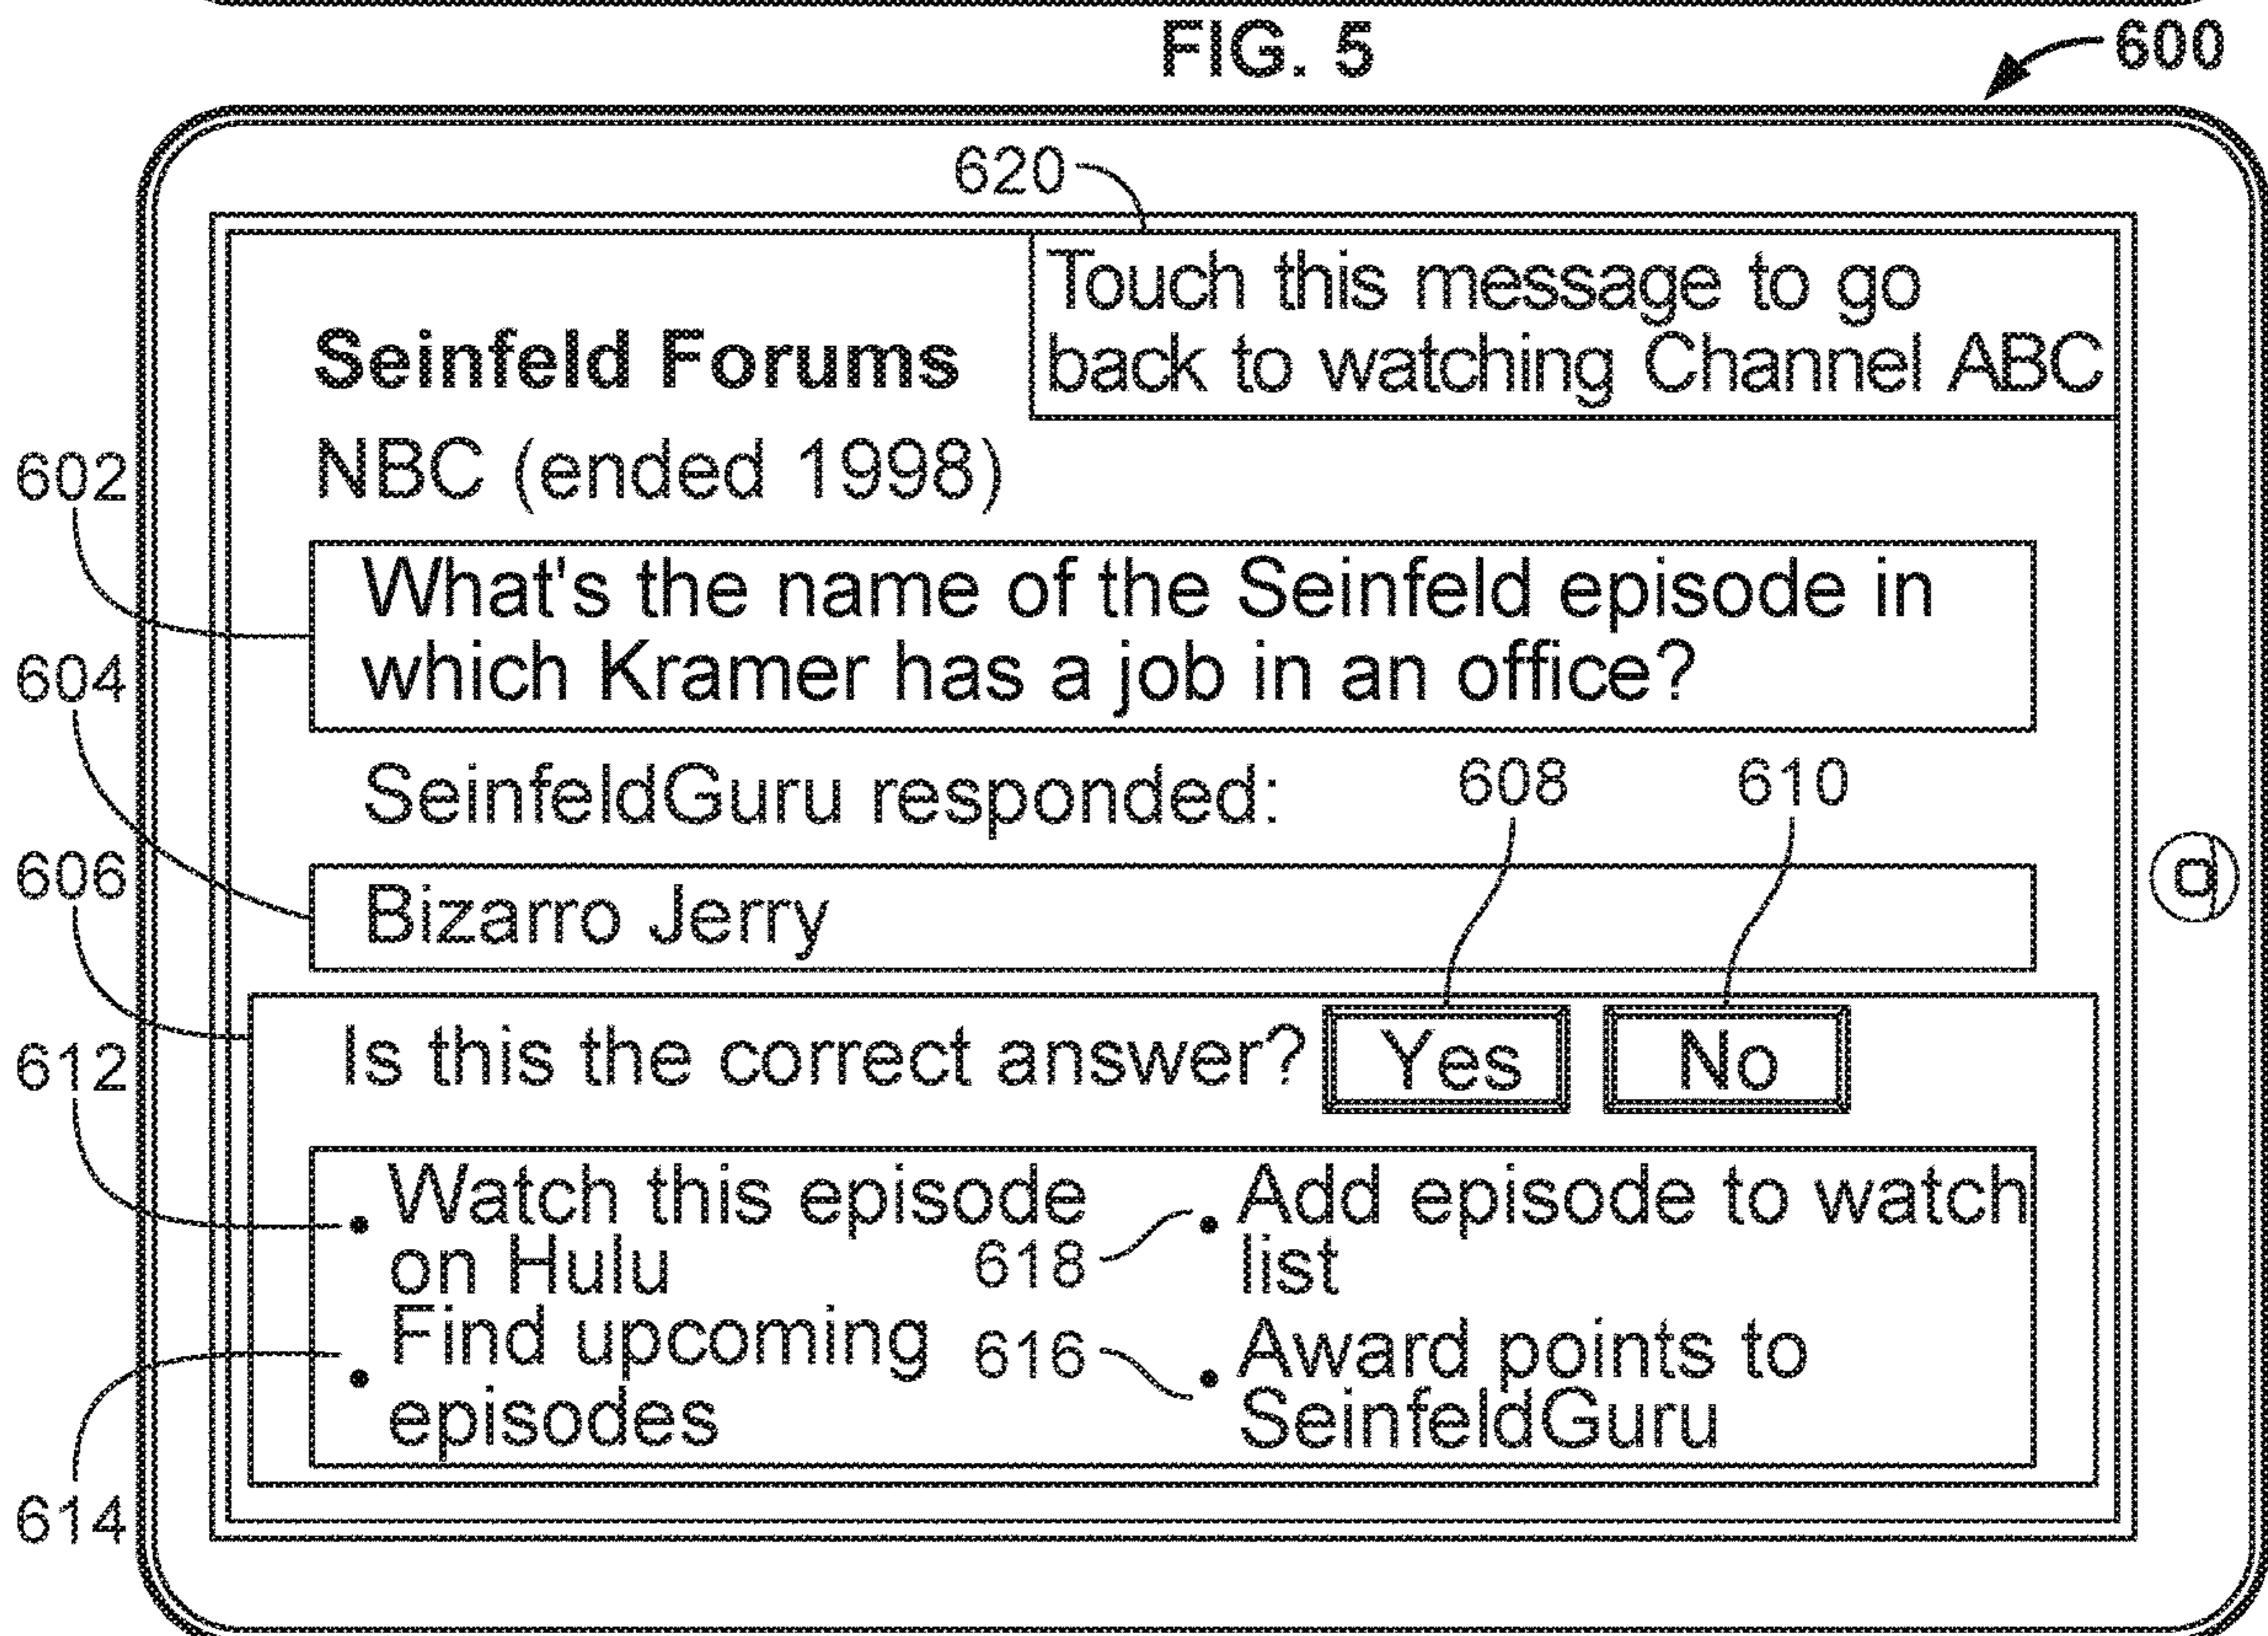 FIG. 5
600
620
Touch this message to go
back to watching Channel ABC
Seinfeld Forums
NBC (ended 1998)
602
What's the name of the Seinfeld episode in
which Kramer has a job in an office?
604
SeinfeldGuru responded:
608
610
606
Bizarro Jerry
Is this the correct answer?
Yes
No
612
• Watch this episode
on Hulu
618
• Add episode to watch
list
• Find upcoming
episodes
616
• Award points to
SeinfeldGuru
614